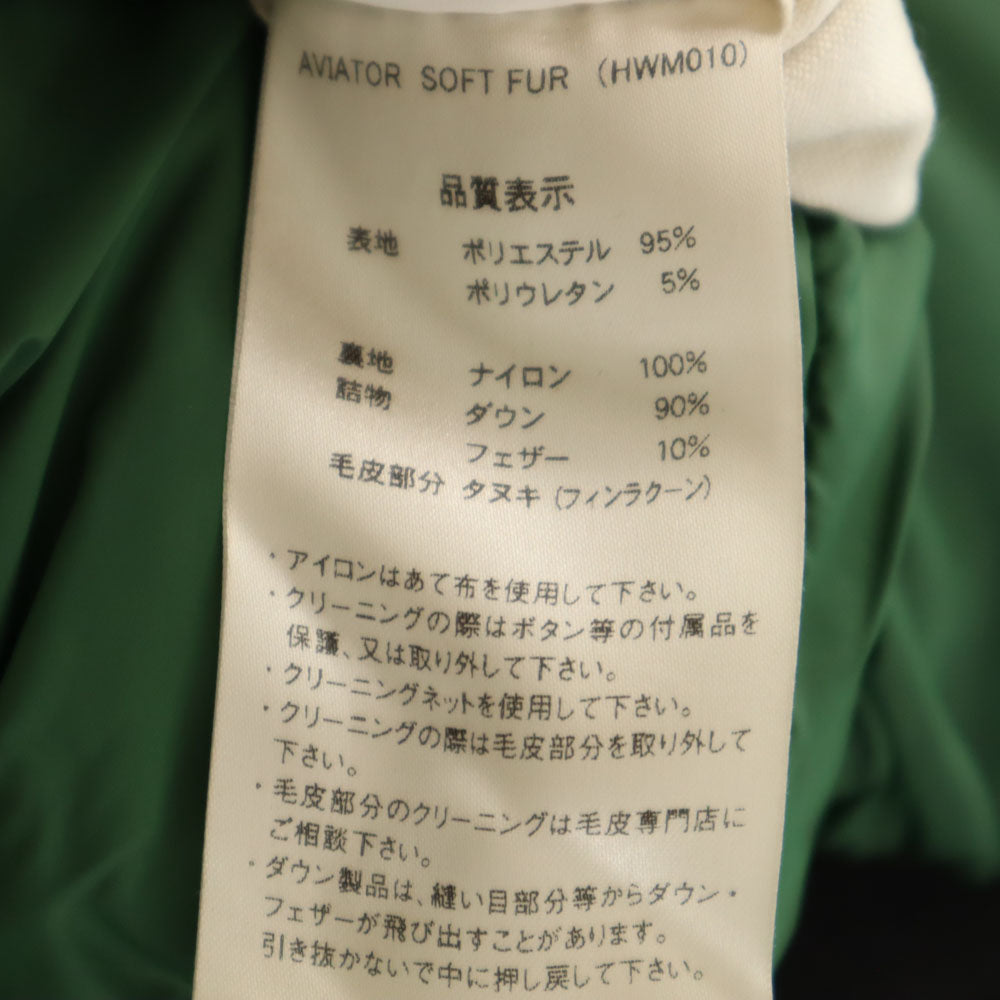 AVIATOR SOFT FUR (HWM010)
品質表示
表地 ポリエステル 95%
ポリウレタン 5%
裏地 ナイロン 100%
詰物 ダウン 90%
フェザー 10%
毛皮部分 タヌキ (フィンラクーン)
・アイロンはあて布を使用して下さい。
・クリーニングの際はボタン等の付属品を
保護、又は取り外して下さい。
・クリーニングネットを使用して下さい。
・クリーニングの際は毛皮部分を取り外して
下さい。
・毛皮部分のクリーニングは毛皮専門店に
ご相談下さい。
・ダウン製品は、縫い目部分等からダウン・
フェザーが飛び出すことがあります。
引き抜かないで中に押し戻して下さい。